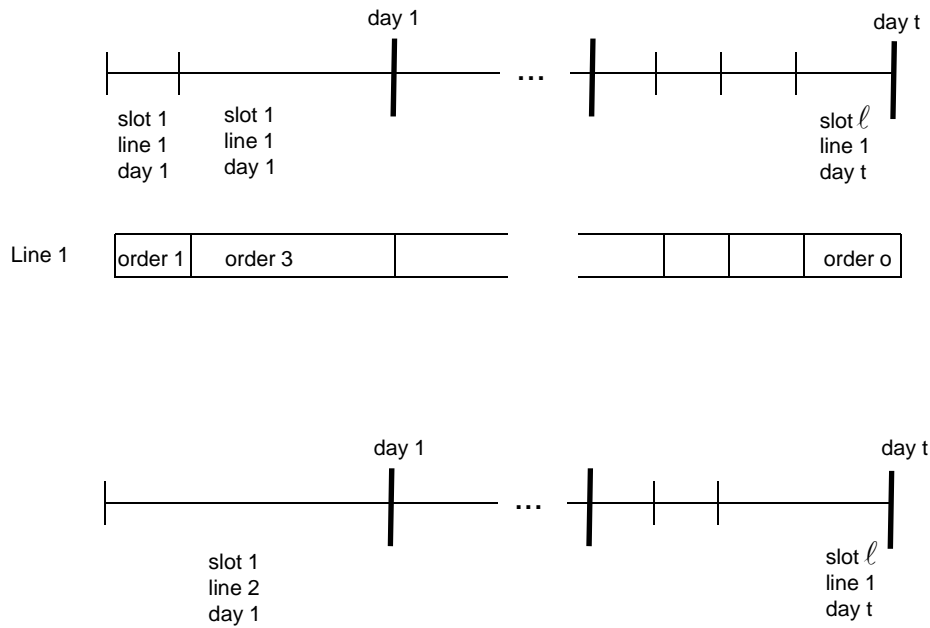 day 1
day t
...
slot 1
line 1
day 1
slot 1
line 1
day 1
slot ℓ
line 1
day t
Line 1
order 1
order 3
order o
day 1
day t
...
slot 1
line 2
day 1
slot ℓ
line 1
day t